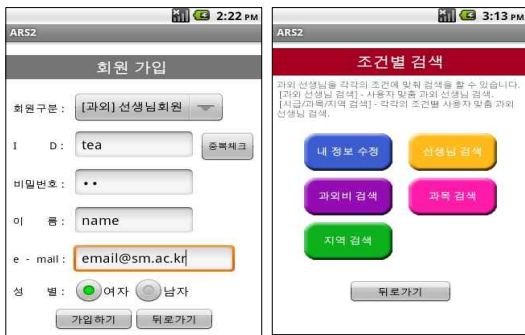 2:22 PM
ARS2
회원 가입
회원구분 : [과외] 선생님회원
I D : tea 중복체크
비밀번호 : ••
이 름 : name
e - mail : email@sm.ac.kr
성 별 : 여자 남자
가입하기 뒤로가기
3:13 PM
ARS2
조건별 검색
과외 선생님을 각각의 조건에 맞춰 검색을 할 수 있습니다.
[과외 선생님 검색] - 사용자 맞춤 과외 선생님 검색.
[시급/과목/지역 검색] - 각각의 조건별 사용자 맞춤 과외
선생님 검색.
내 정보 수정 선생님 검색
과외비 검색 과목 검색
지역 검색
뒤로가기